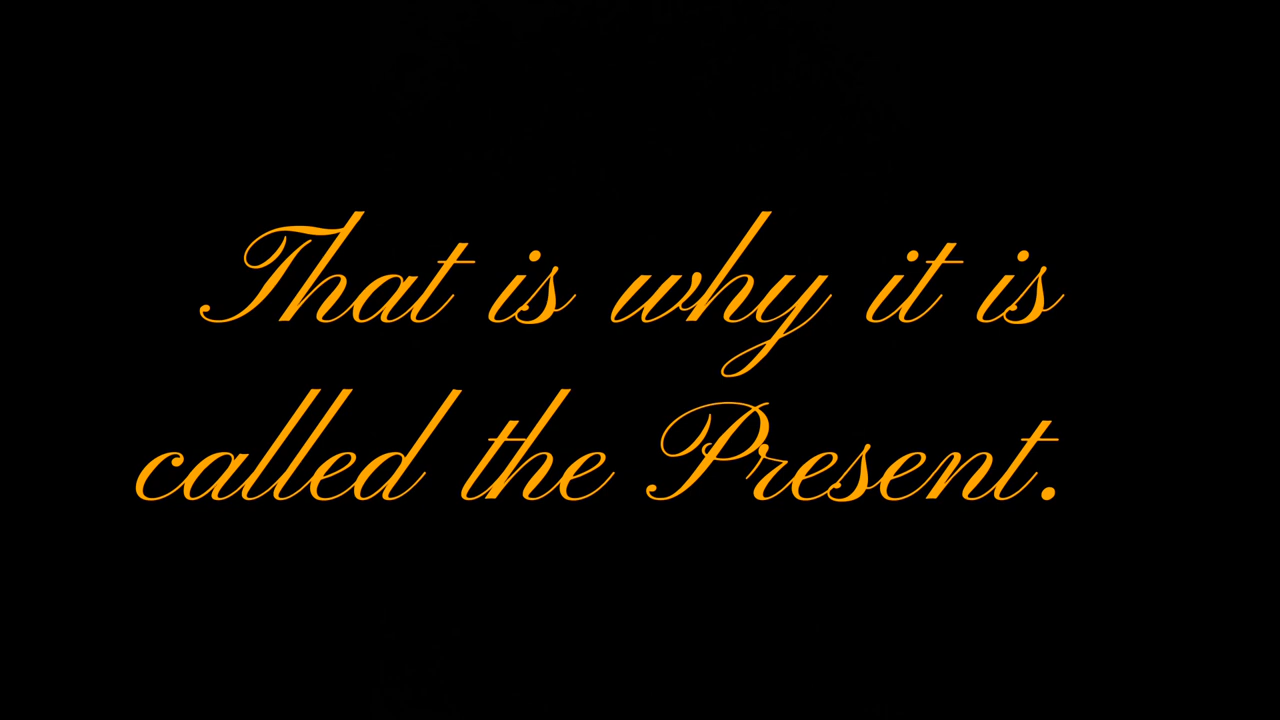 That is why it is
called the Present.